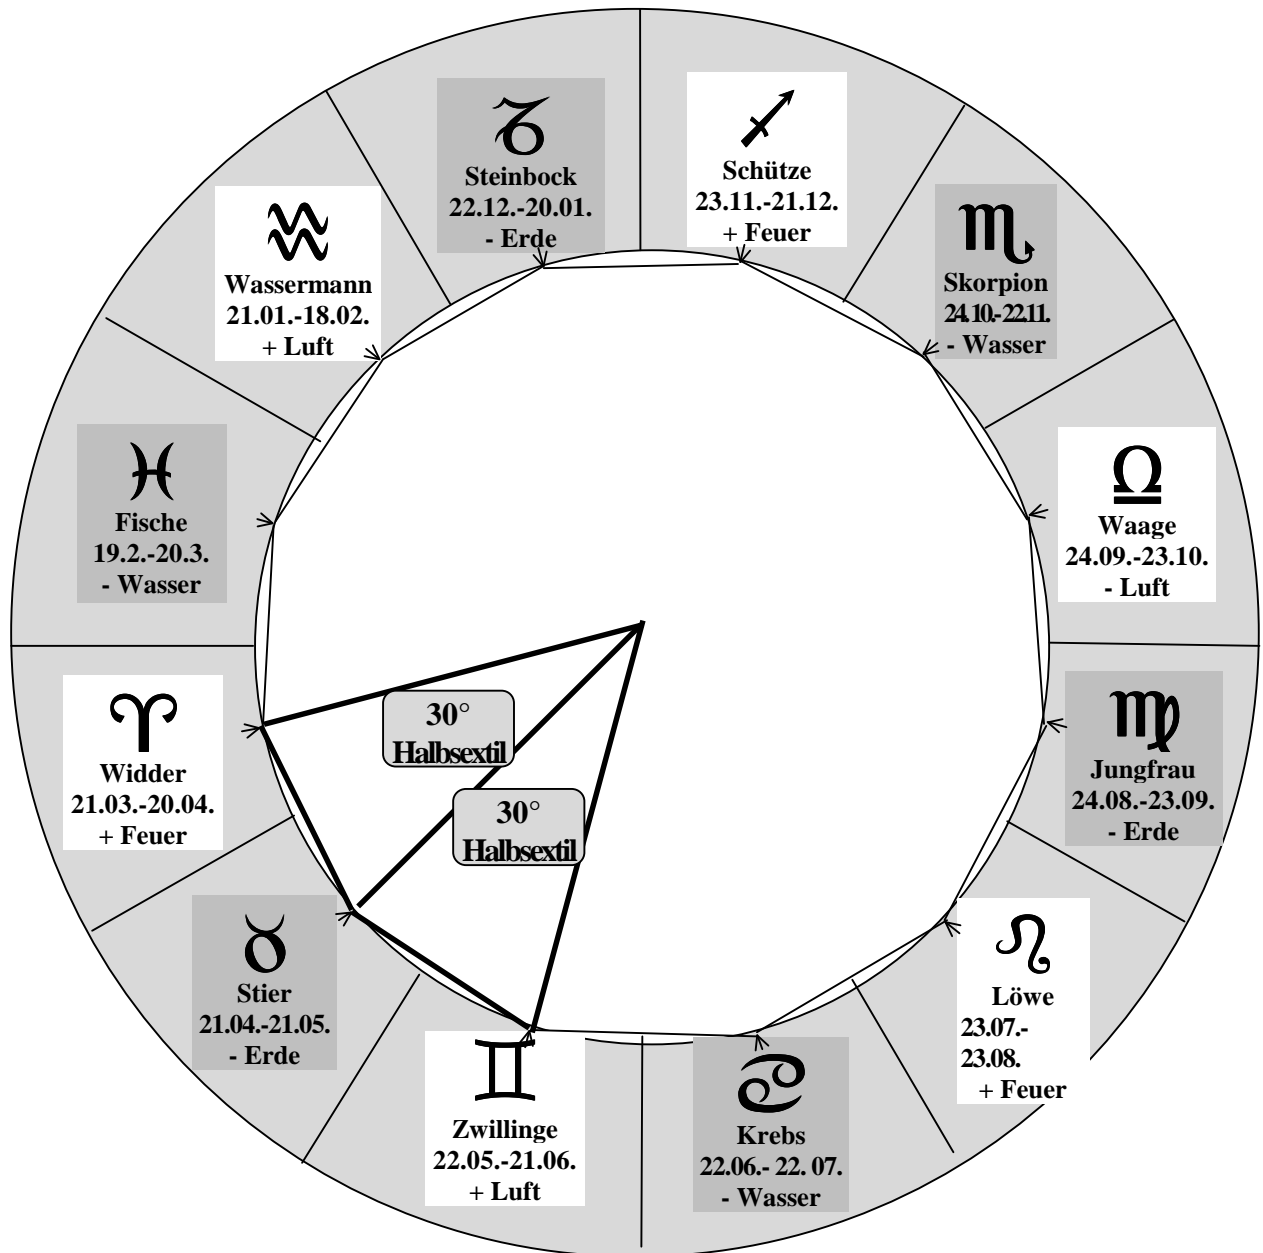 Steinbock
22.12.-20.01.
- Erde
Schütze
23.11.-21.12.
+ Feuer
Wassermann
21.01.-18.02.
+ Luft
Skorpion
24.10.-22.11.
- Wasser
Fische
19.2.-20.3.
- Wasser
Waage
24.09.-23.10.
- Luft
30°
Halbsextil
Widder
21.03.-20.04.
+ Feuer
Jungfrau
24.08.-23.09.
- Erde
30°
Halbsextil
Stier
21.04.-21.05.
- Erde
Löwe
23.07.-
23.08.
+ Feuer
Zwillinge
22.05.-21.06.
+ Luft
Krebs
22.06.- 22. 07.
- Wasser